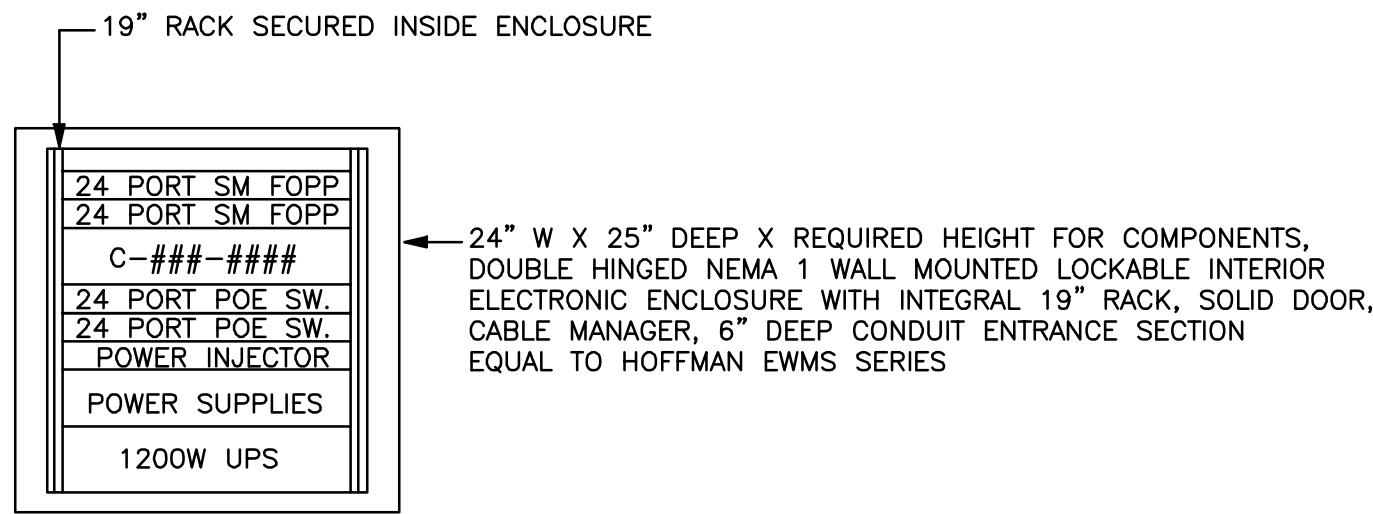 19” RACK SECURED INSIDE ENCLOSURE
24 PORT SM FOPP
24 PORT SM FOPP
C-###-####
24 PORT POE SW.
24 PORT POE SW.
POWER INJECTOR
POWER SUPPLIES
1200W UPS
24” W X 25” DEEP X REQUIRED HEIGHT FOR COMPONENTS,
DOUBLE HINGED NEMA 1 WALL MOUNTED LOCKABLE INTERIOR
ELECTRONIC ENCLOSURE WITH INTEGRAL 19” RACK, SOLID DOOR,
CABLE MANAGER, 6” DEEP CONDUIT ENTRANCE SECTION
EQUAL TO HOFFMAN EWMS SERIES